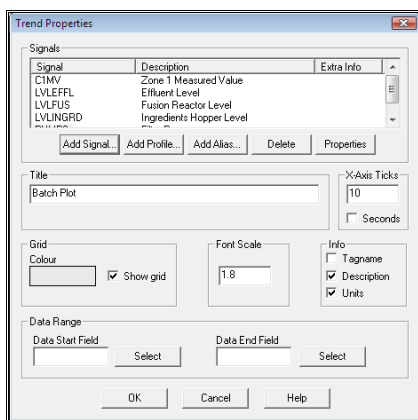 Trend Properties
Signals
Signal Description Extra Info
C1MV Zone 1 Measured Value
LVLEFFL Effluent Level
LVLFUS Fusion Reactor Level
LVLINGRD Ingredients Hopper Level
Add Signal... Add Profile... Add Alias... Delete Properties
Title
Batch Plot
X-Axis Ticks
10
Seconds
Grid
Colour
Show grid
Font Scale
1.8
Info
Tagname
Description
Units
Data Range
Data Start Field
Select
Data End Field
Select
OK Cancel Help